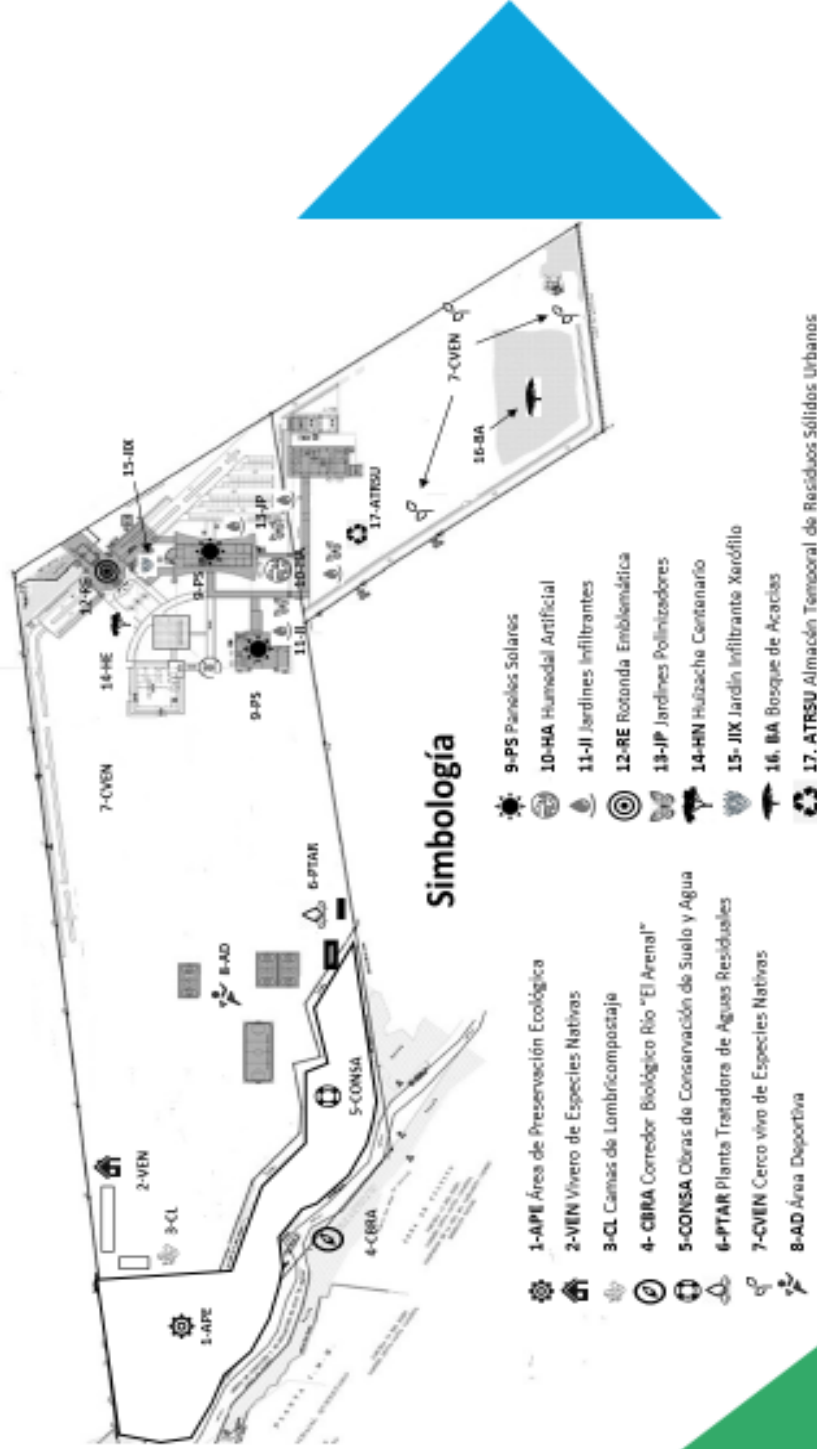 12-RE
15-JIX
14-HE
9-PS
13-JP
10-HA
11-JI
9-PS
7-CVEN
17-ATRSU
7-CVEN
16-BA
8-AD
6-PTAR
2-VEN
3-CL
5-CONSA
1-APE
4-CBRA
Simbología
1-APE Área de Preservación Ecológica
2-VEN Vivero de Especies Nativas
3-CL Camas de Lombricompostaje
4- CBRA Corredor Biológico Río "El Arenal"
5-CONSA Obras de Conservación de Suelo y Agua
6-PTAR Planta Tratadora de Aguas Residuales
7-CVEN Cerco vivo de Especies Nativas
8-AD Área Deportiva
9-PS Paneles Solares
10-HA Humedal Artificial
11-JI Jardines Infiltrantes
12-RE Rotonda Emblemática
13-JP Jardines Polinizadores
14-HN Huizache Centenario
15- JIX Jardín Infiltrante Xerófilo
16. BA Bosque de Acacias
17. ATRSU Almacén Temporal de Residuos Sólidos Urbanos